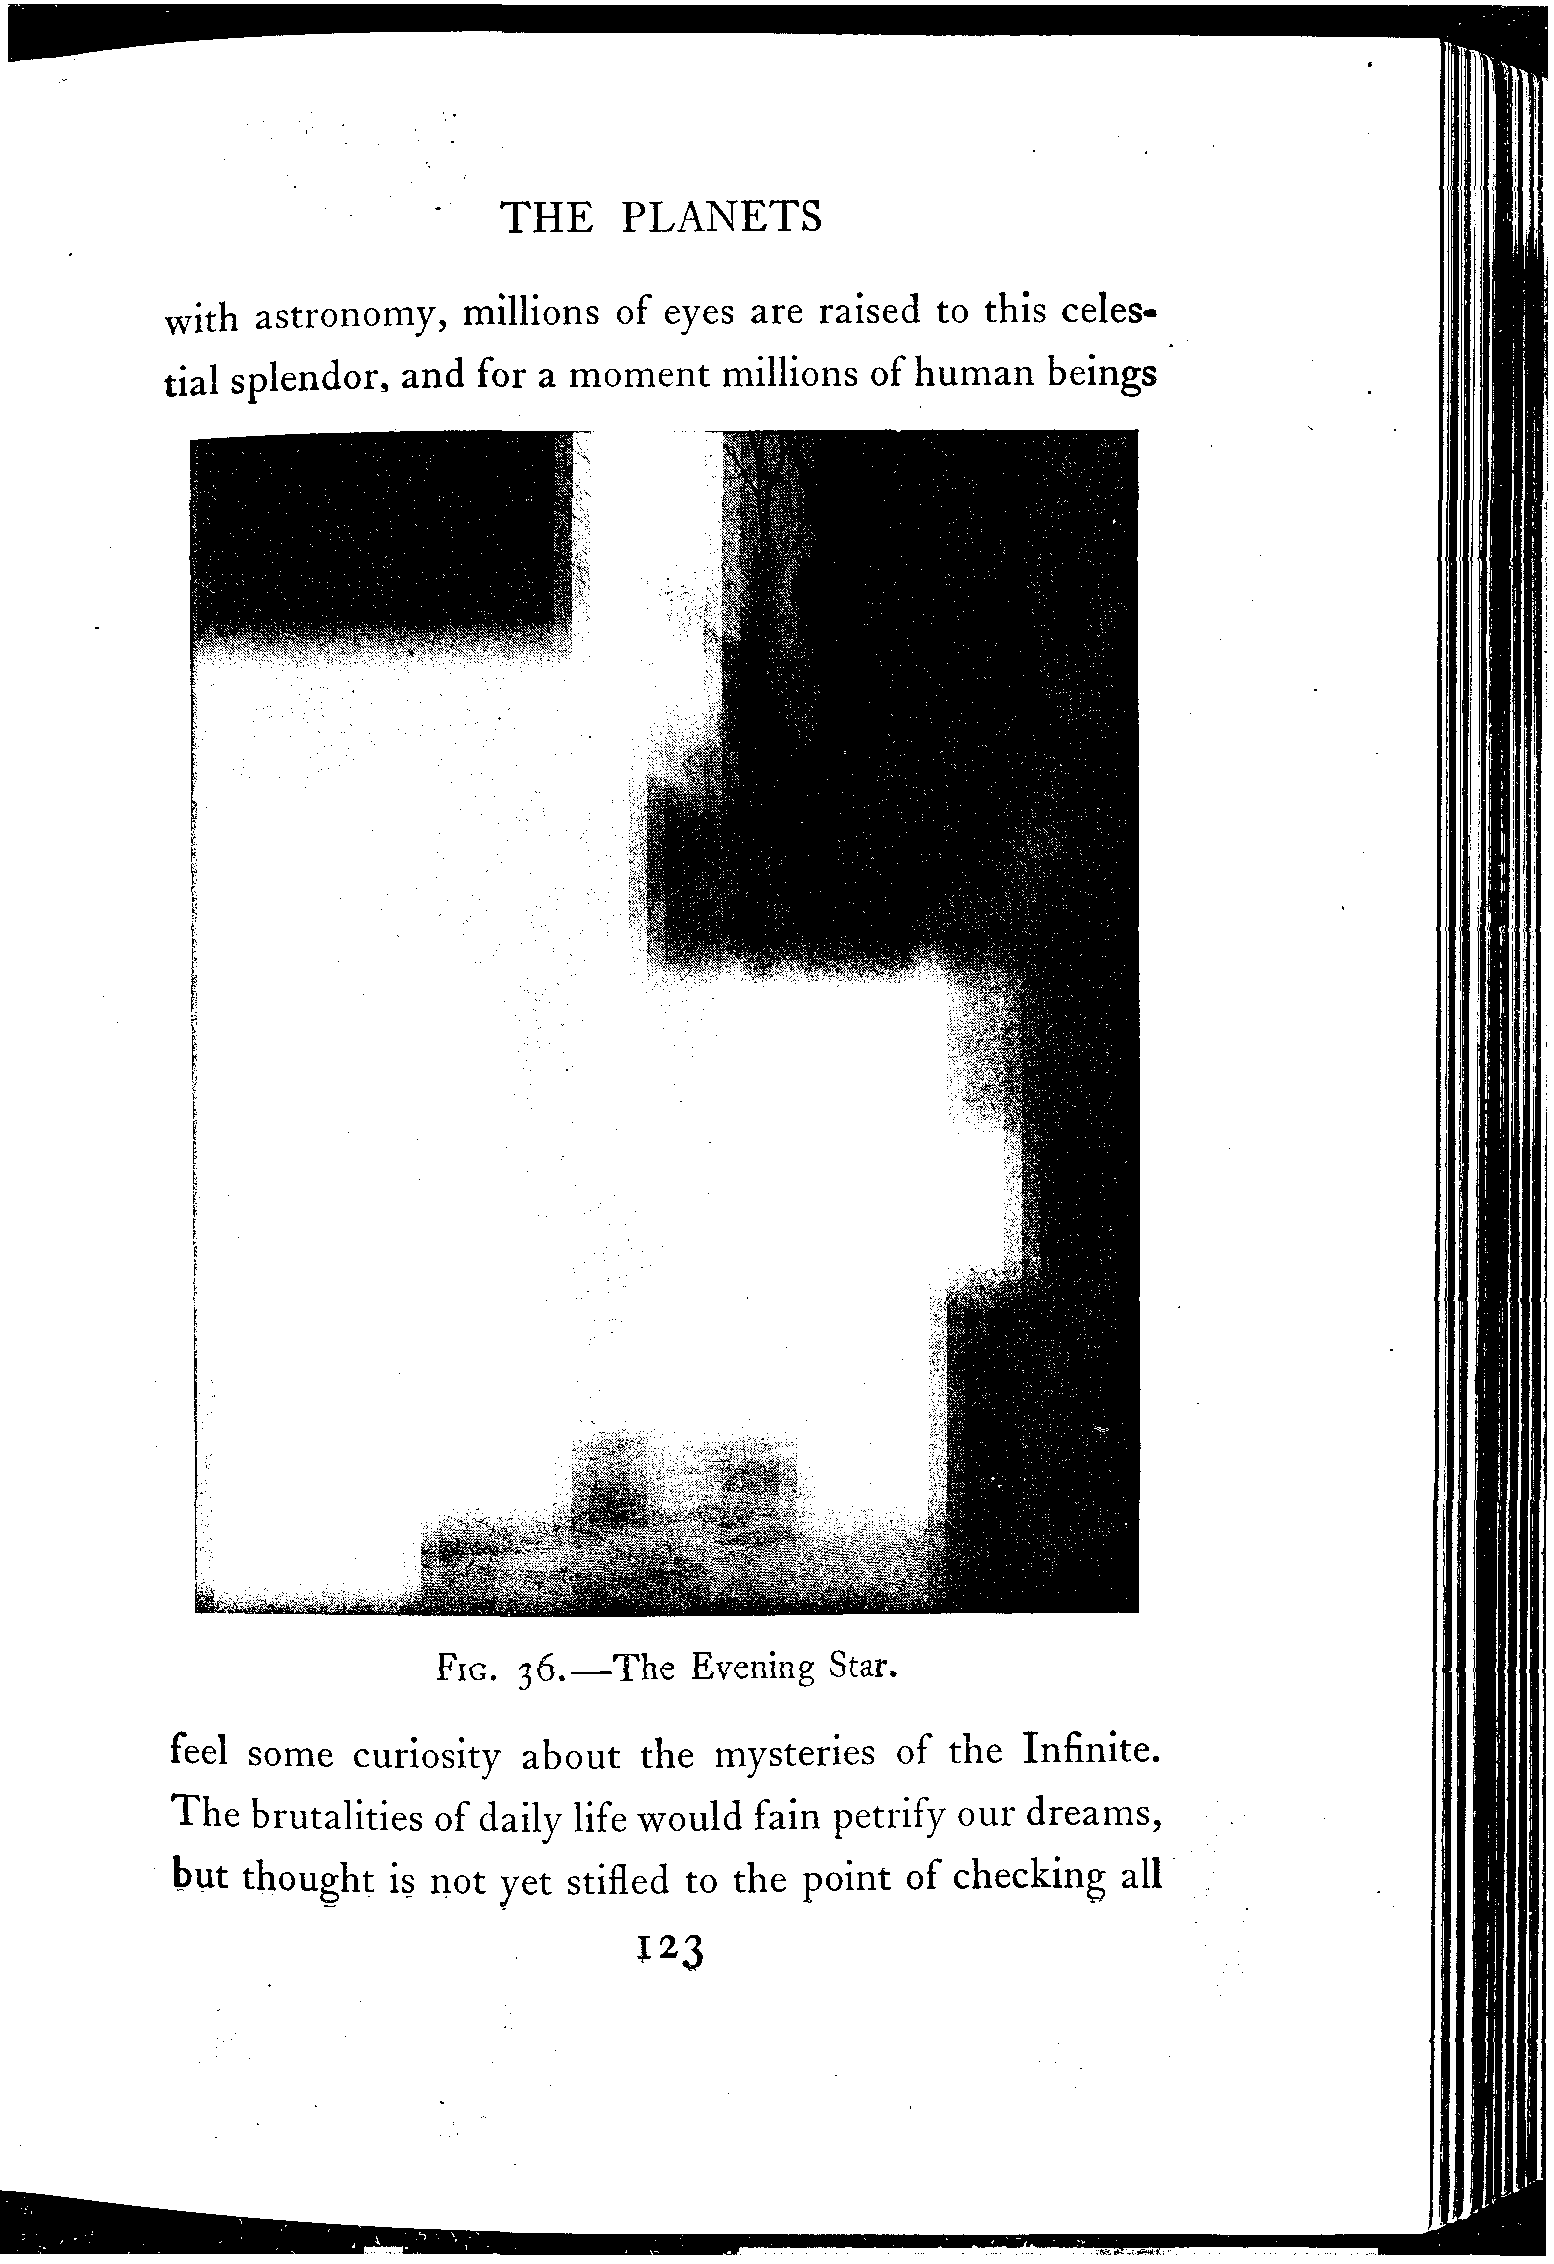 THE PLANETS
with astronomy, millions of eyes are raised to this celes-
tial splendor, and for a moment millions of human beings
FIG. 36.—The Evening Star.
feel some curiosity about the mysteries of the Infinite.
The brutalities of daily life would fain petrify our dreams,
but thought is not yet stifled to the point of checking all
123